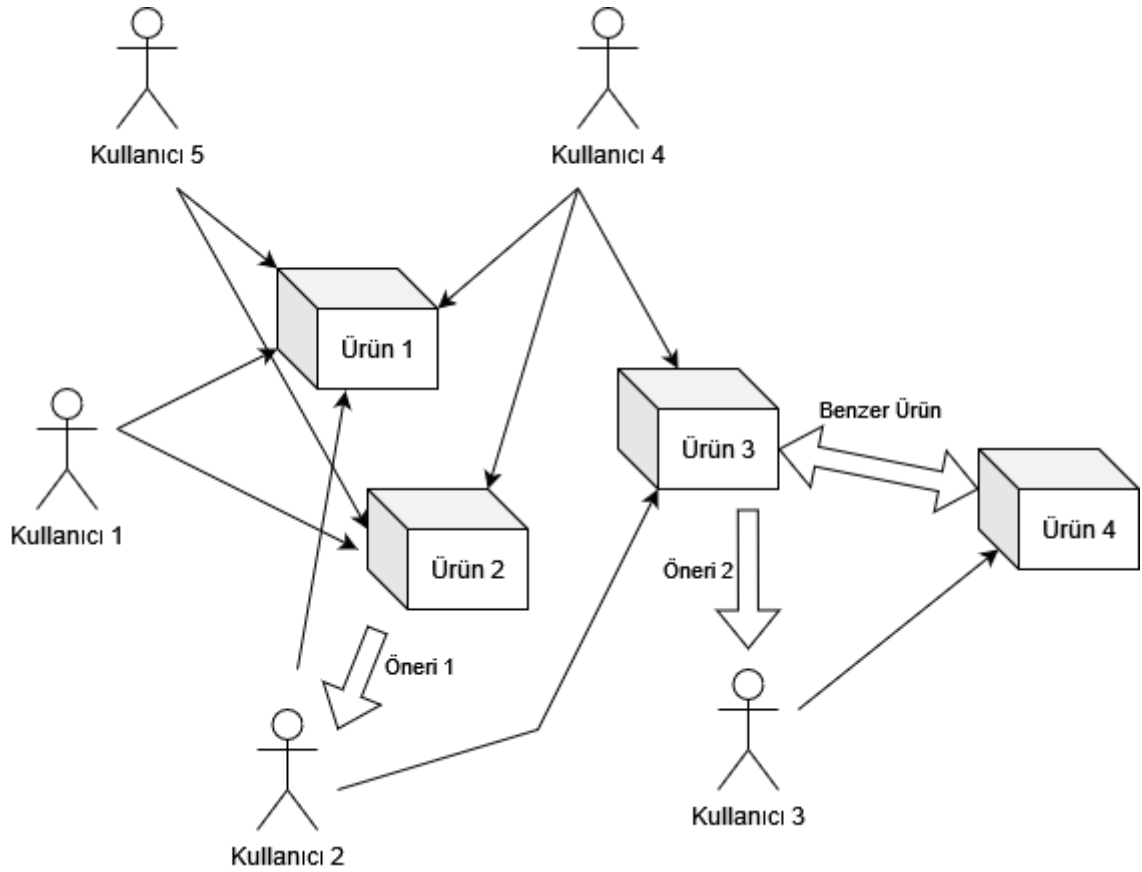 Kullanıcı 5
Kullanıcı 4
Ürün 1
Benzer Ürün
Ürün 3
Kullanıcı 1
Ürün 4
Ürün 2
Öneri 2
Öneri 1
Kullanıcı 3
Kullanıcı 2